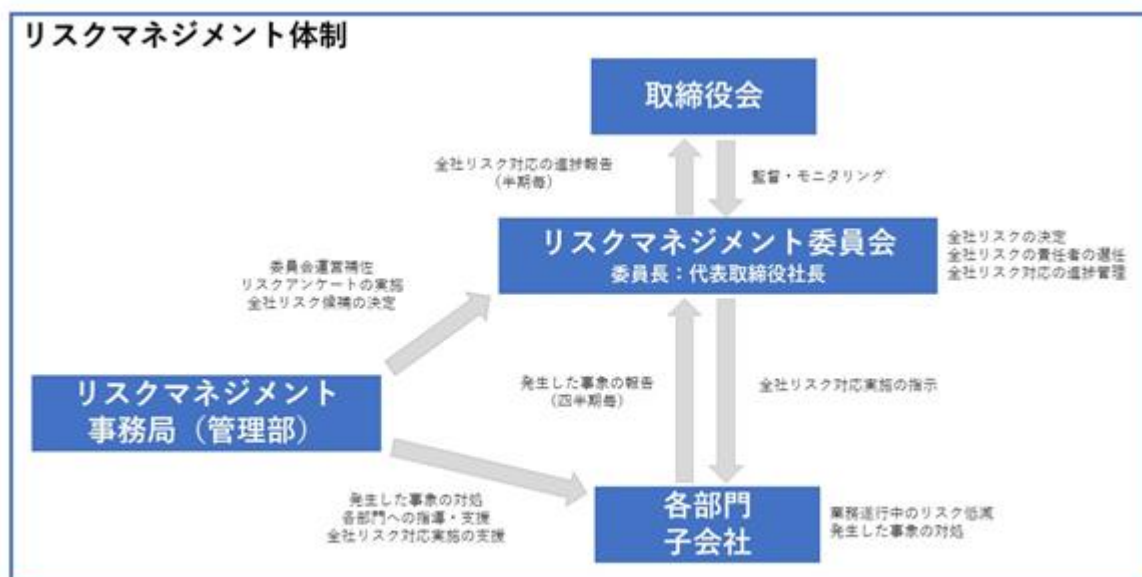 リスクマネジメント体制
取締役会
全社リスク対応の進捗報告
(半期毎)
監督・モニタリング
リスクマネジメント委員会
委員長：代表取締役社長
全社リスクの決定
全社リスクの責任者の選任
全社リスク対応の進捗管理
委員会運営補佐
リスクアンケートの実施
全社リスク候補の決定
リスクマネジメント
事務局（管理部）
発生した事象の報告
(四半期毎)
全社リスク対応実施の指示
発生した事象の対処
各部門への指導・支援
全社リスク対応実施の支援
各部門
子会社
業務遂行中のリスク低減
発生した事象の対処